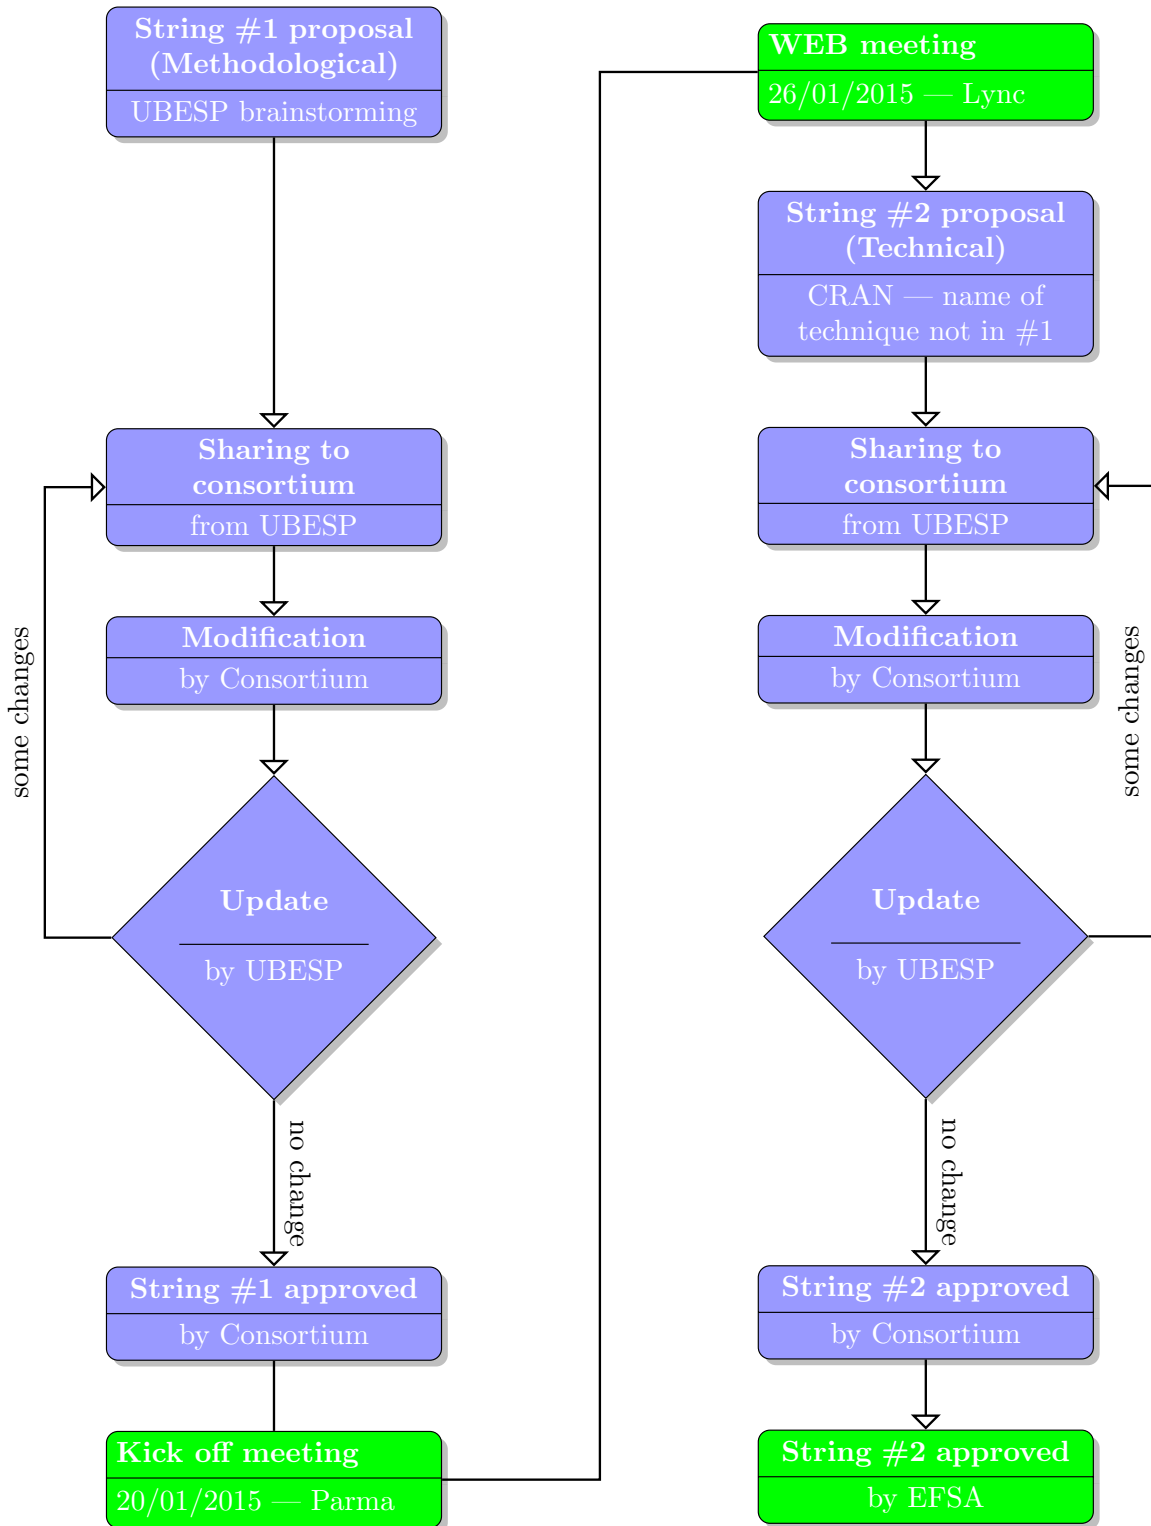 String #1 proposal
(Methodological)
UBESP brainstorming
Sharing to
consortium
from UBESP
Modification
by Consortium
some changes
Update
by UBESP
no change
String #1 approved
by Consortium
Kick off meeting
20/01/2015 — Parma
WEB meeting
26/01/2015 — Lync
String #2 proposal
(Technical)
CRAN — name of
technique not in #1
Sharing to
consortium
from UBESP
Modification
by Consortium
some changes
Update
by UBESP
no change
String #2 approved
by Consortium
String #2 approved
by EFSA